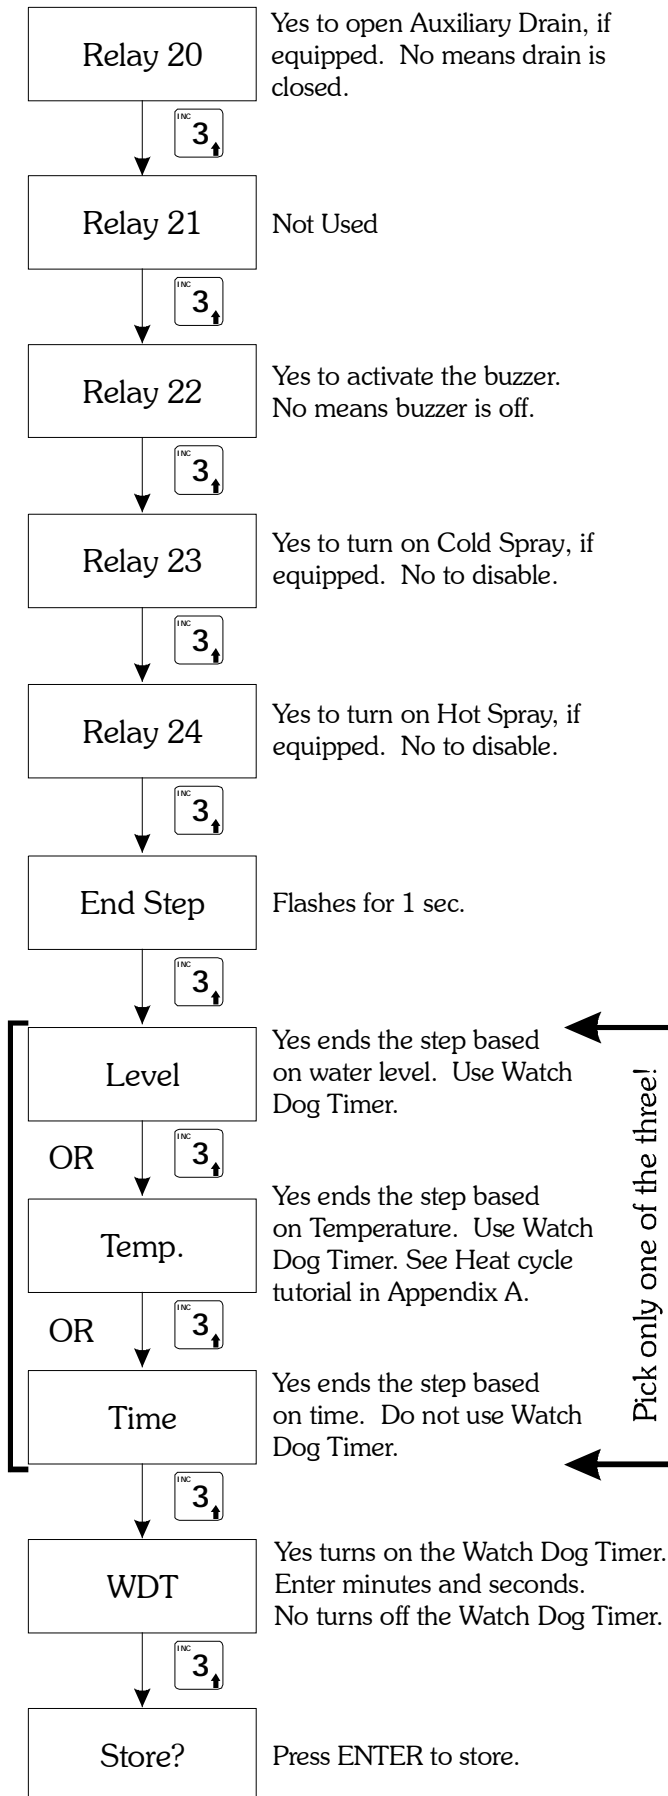 Relay 20
Yes to open Auxiliary Drain, if
equipped.  No means drain is
closed.
INC
3
Relay 21
Not Used
INC
3
Relay 22
Yes to activate the buzzer.
No means buzzer is off.
INC
3
Relay 23
Yes to turn on Cold Spray, if
equipped.  No to disable.
INC
3
Relay 24
Yes to turn on Hot Spray, if
equipped.  No to disable.
INC
3
End Step
Flashes for 1 sec.
INC
3
Level
Yes ends the step based
on water level.  Use Watch
Dog Timer.
OR
INC
3
Temp.
Yes ends the step based
on Temperature.  Use Watch
Dog Timer. See Heat cycle
tutorial in Appendix A.
OR
INC
3
Time
Yes ends the step based
on time.  Do not use Watch
Dog Timer.
Pick only one of the three!
INC
3
WDT
Yes turns on the Watch Dog Timer.
Enter minutes and seconds.
No turns off the Watch Dog Timer.
INC
3
Store?
Press ENTER to store.